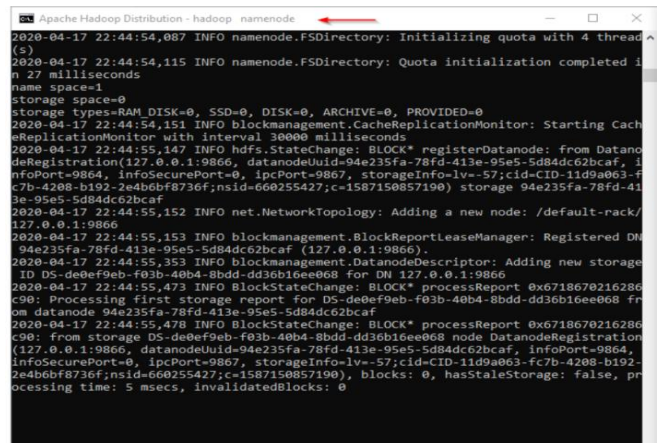 Apache Hadoop Distribution - hadoop namenode
2020-04-17 22:44:54,087 INFO namenode.FSDirectory: Initializing quota with 4 thread
(s)
2020-04-17 22:44:54,115 INFO namenode.FSDirectory: Quota initialization completed i
n 27 milliseconds
name space=1
storage space=0
storage types=RAM_DISK=0, SSD=0, DISK=0, ARCHIVE=0, PROVIDED=0
2020-04-17 22:44:54,151 INFO blockmanagement.CacheReplicationMonitor: Starting Cach
eReplicationMonitor with interval 30000 milliseconds
2020-04-17 22:44:55,147 INFO hdfs.StateChange: BLOCK* registerDatanode: from Datano
deRegistration(127.0.0.1:9866, datanodeUuid=94e235fa-78fd-413e-95e5-5d84dc62bcaf, i
nfoPort=9864, infoSecurePort=0, ipcPort=9867, storageInfo=lv=-57;cid=CID-11d9a063-f
c7b-4208-b192-2e4b6bf8736f;nsid=660255427;c=1587150857190) storage 94e235fa-78fd-41
3e-95e5-5d84dc62bcaf
2020-04-17 22:44:55,152 INFO net.NetworkTopology: Adding a new node: /default-rack/
127.0.0.1:9866
2020-04-17 22:44:55,153 INFO blockmanagement.BlockReportLeaseManager: Registered DN
94e235fa-78fd-413e-95e5-5d84dc62bcaf (127.0.0.1:9866).
2020-04-17 22:44:55,353 INFO blockmanagement.DatanodeDescriptor: Adding new storage
ID DS-de0ef9eb-f03b-40b4-8bdd-dd36b16ee068 for DN 127.0.0.1:9866
2020-04-17 22:44:55,473 INFO BlockStateChange: BLOCK* processReport 0x6718670216286
c90: Processing first storage report for DS-de0ef9eb-f03b-40b4-8bdd-dd36b16ee068 fr
om datanode 94e235fa-78fd-413e-95e5-5d84dc62bcaf
2020-04-17 22:44:55,478 INFO BlockStateChange: BLOCK* processReport 0x6718670216286
c90: from storage DS-de0ef9eb-f03b-40b4-8bdd-dd36b16ee068 node DatanodeRegistration
(127.0.0.1:9866, datanodeUuid=94e235fa-78fd-413e-95e5-5d84dc62bcaf, infoPort=9864,
infoSecurePort=0, ipcPort=9867, storageInfo=lv=-57;cid=CID-11d9a063-fc7b-4208-b192-
2e4b6bf8736f;nsid=660255427;c=1587150857190), blocks: 0, hasStaleStorage: false, pr
ocessing time: 5 msecs, invalidatedBlocks: 0